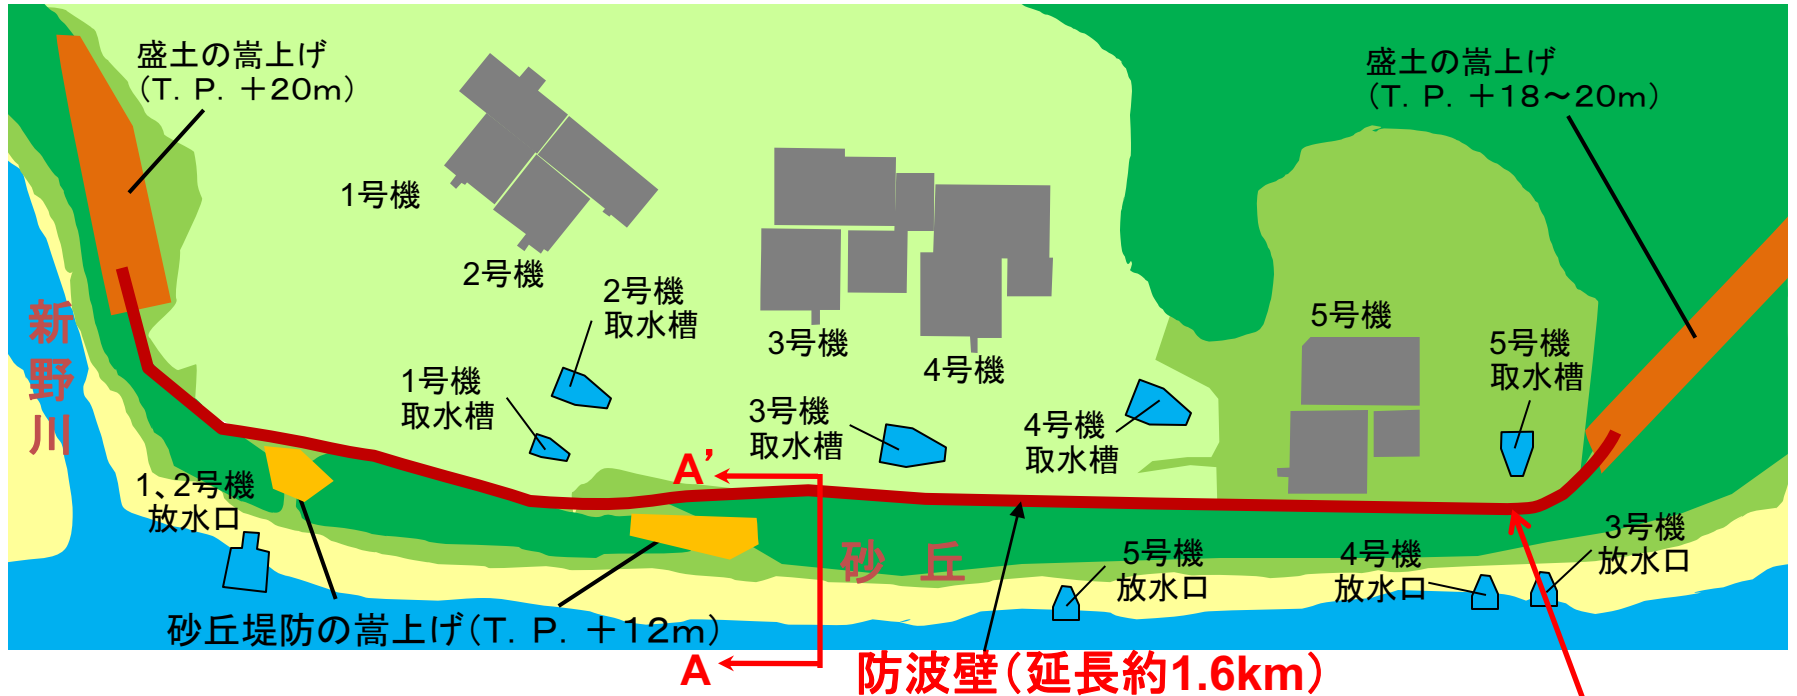 盛土の嵩上げ
(T. P. ＋20m)
盛土の嵩上げ
(T. P. ＋18～20m)
1号機
2号機
2号機
取水槽
3号機
4号機
5号機
5号機
取水槽
1号機
取水槽
3号機
取水槽
4号機
取水槽
新野川
A’
1、2号機
放水口
砂 丘
5号機
放水口
4号機
放水口
3号機
放水口
砂丘堤防の嵩上げ(T. P. ＋12m)
A
防波壁(延長約1.6km)